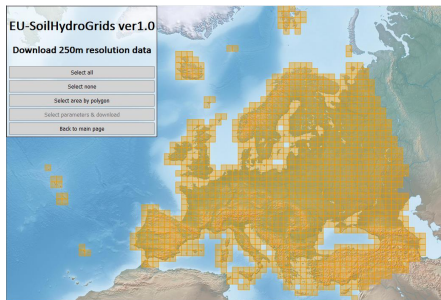 EU-SoilHydroGrids ver1.0
Download 250m resolution data
Select all
Select none
Select area by polygon
Select parameters & download
Back to main page